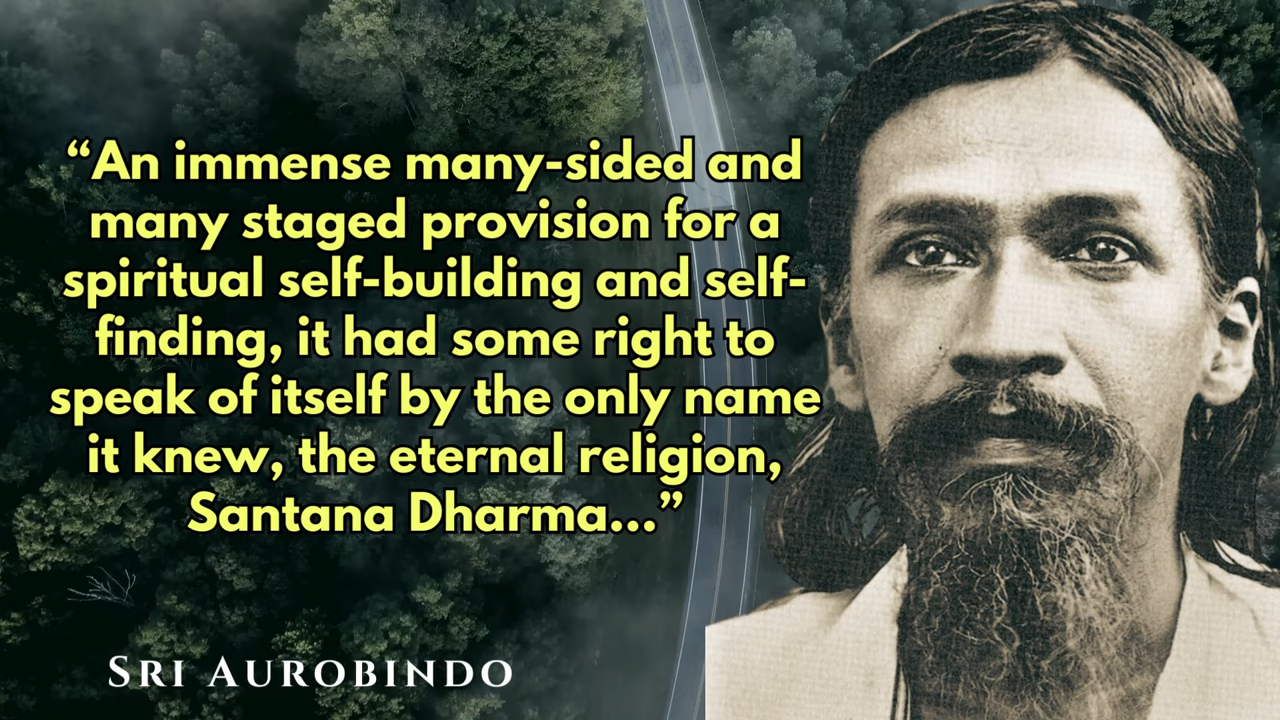 “An immense many-sided and
many staged provision for a
spiritual self-building and self-
finding, it had some right to
speak of itself by the only name
it knew, the eternal religion,
Santana Dharma...”
SRI AUROBINDO